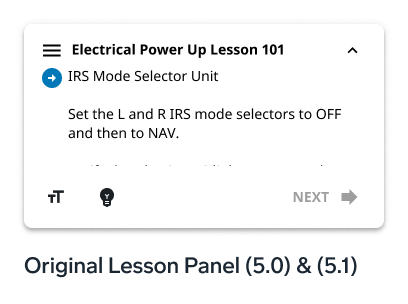 Electrical Power Up Lesson 101
IRS Mode Selector Unit
Set the L and R IRS mode selectors to OFF
and then to NAV.
TT
NEXT
Original Lesson Panel (5.0) & (5.1)